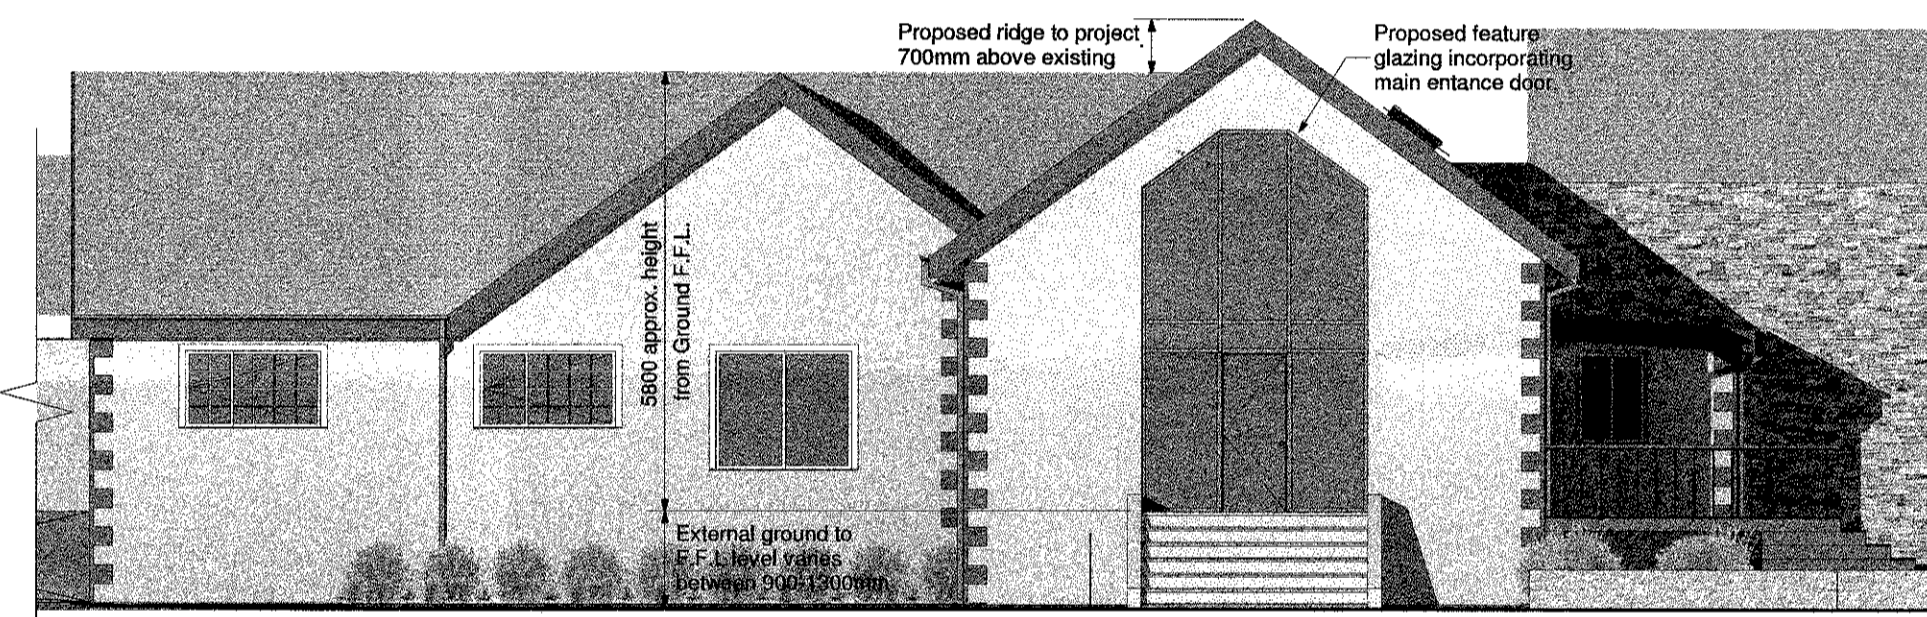 Proposed ridge to project
700mm above existing
Proposed feature
glazing incorporating
main entance door.
5800 approx. height
from Ground F.F.L.
External ground to
F.F.L level varies
between 900-1300mm